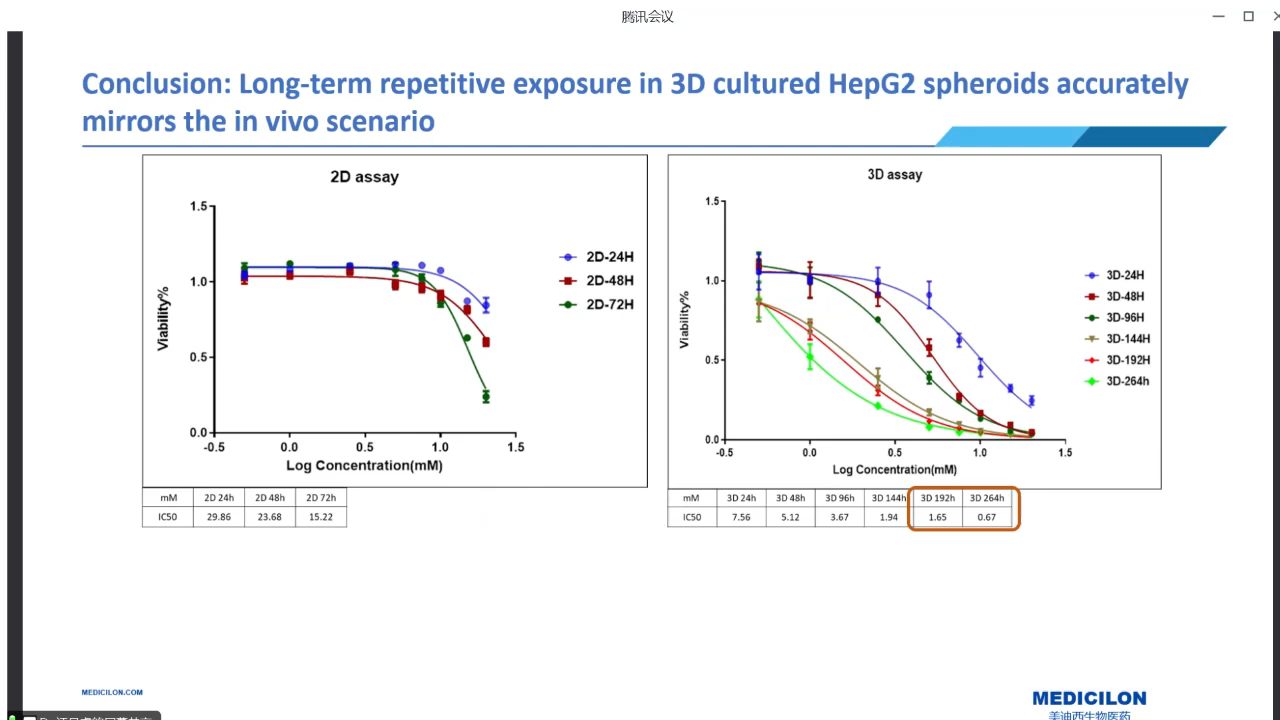 腾讯会议
Conclusion: Long-term repetitive exposure in 3D cultured HepG2 spheroids accurately
mirrors the in vivo scenario
2D assay
1.5
1.0
0.5
0.0
-0.5
0.0
0.5
1.0
1.5
Viability%
Log Concentration(mM)
2D-24H
2D-48H
2D-72H
mM 2D 24h 2D 48h 2D 72h
IC50 29.86 23.68 15.22
3D assay
1.5
1.0
0.5
0.0
-0.5
0.0
0.5
1.0
1.5
Viability%
Log Concentration(mM)
3D-24H
3D-48H
3D-96H
3D-144H
3D-192H
3D-264h
mM 3D 24h 3D 48h 3D 96h 3D 144h 3D 192h 3D 264h
IC50 7.56 5.12 3.67 1.94 1.65 0.67
MEDICILON.COM
MEDICILON
美迪西生物医药